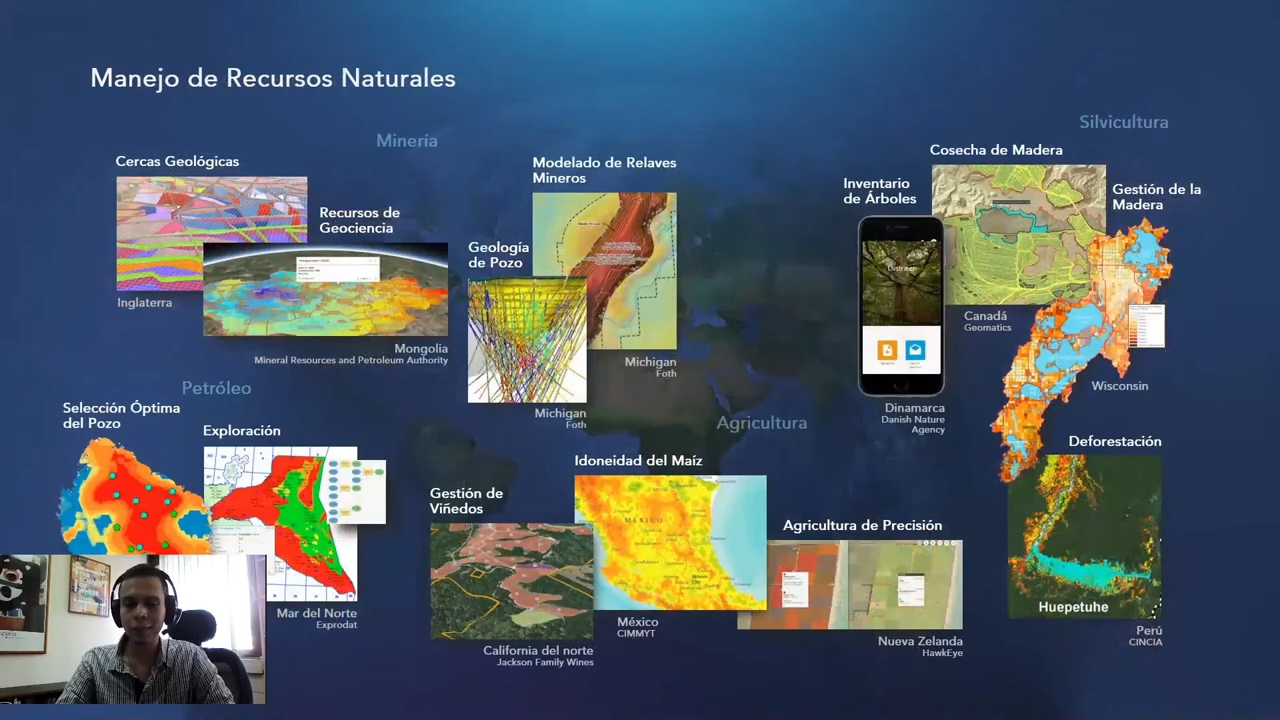 Manejo de Recursos Naturales
Minería
Cercas Geológicas
Inglaterra
Recursos de
Geociencia
Mongolia
Mineral Resources and Petroleum Authority
Geología
de Pozo
Michigan
Foth
Modelado de Relaves
Mineros
Michigan
Foth
Silvicultura
Inventario
de Árboles
Dinamarca
Danish Nature
Agency
Cosecha de Madera
Canadá
Geomatics
Gestión de la
Madera
Wisconsin
Deforestación
Huepetuhe
Perú
CINCIA
Petróleo
Selección Óptima
del Pozo
Exploración
Mar del Norte
Exprodat
Agricultura
Gestión de
Viñedos
California del norte
Jackson Family Wines
Idoneidad del Maíz
MÉXICO
México
CIMMYT
Agricultura de Precisión
Nueva Zelanda
HawkEye